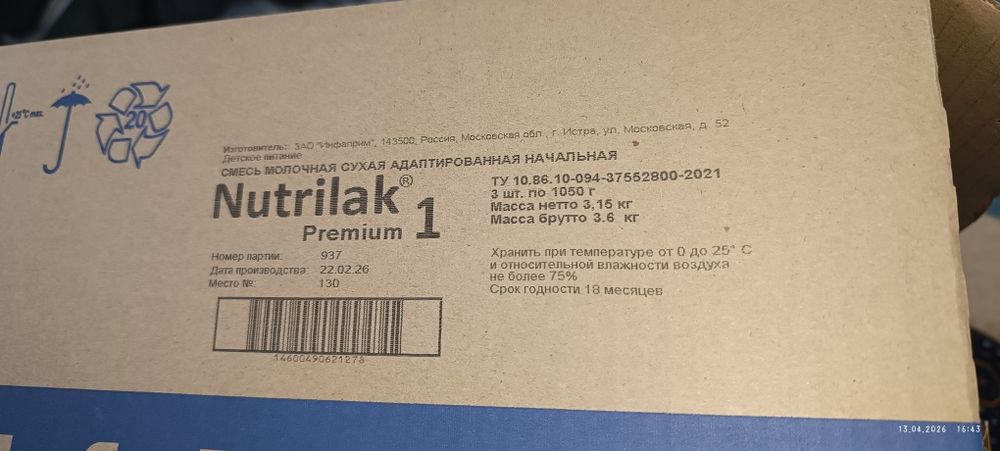 +25°C max.
20
Изготовитель: ЗАО "Инфаприм", 143500, Россия, Московская обл., г. Истра, ул. Московская, д. 52
Детское питание
СМЕСЬ МОЛОЧНАЯ СУХАЯ АДАПТИРОВАННАЯ НАЧАЛЬНАЯ
Nutrilak® 1
Premium
ТУ 10.86.10-094-37552800-2021
3 шт. по 1050 г
Масса нетто 3,15 кг
Масса брутто 3.6 кг
Номер партии: 937
Дата производства: 22.02.26
Место №: 130
Хранить при температуре от 0 до 25° С
и относительной влажности воздуха
не более 75%
Срок годности 18 месяцев
14600490621278
13.04.2026 16:43